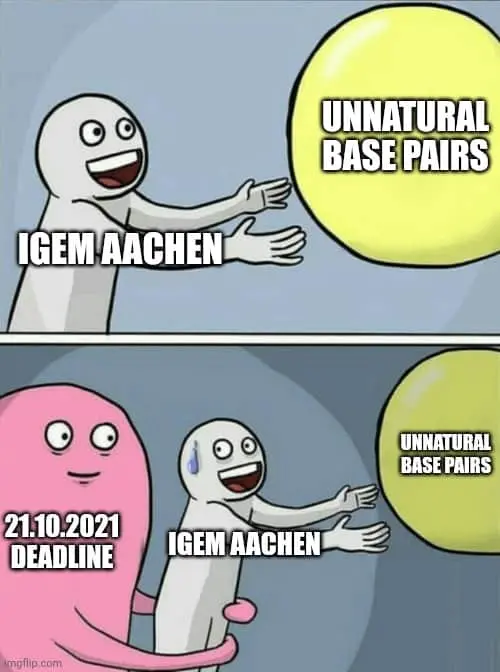 UNNATURAL
BASE PAIRS
IGEM AACHEN
UNNATURAL
BASE PAIRS
21.10.2021
DEADLINE
IGEM AACHEN
imgflip.com